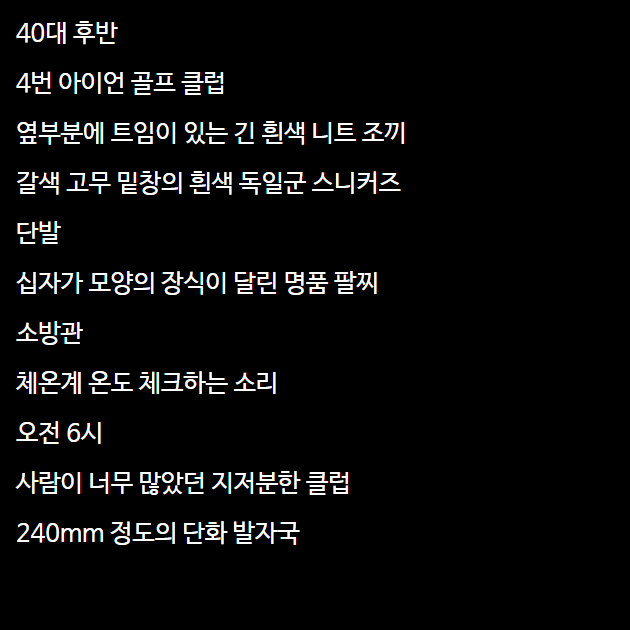 40대 후반
4번 아이언 골프 클럽
옆부분에 트임이 있는 긴 흰색 니트 조끼
갈색 고무 밑창의 흰색 독일군 스니커즈
단발
십자가 모양의 장식이 달린 명품 팔찌
소방관
체온계 온도 체크하는 소리
오전 6시
사람이 너무 많았던 지저분한 클럽
240mm 정도의 단화 발자국